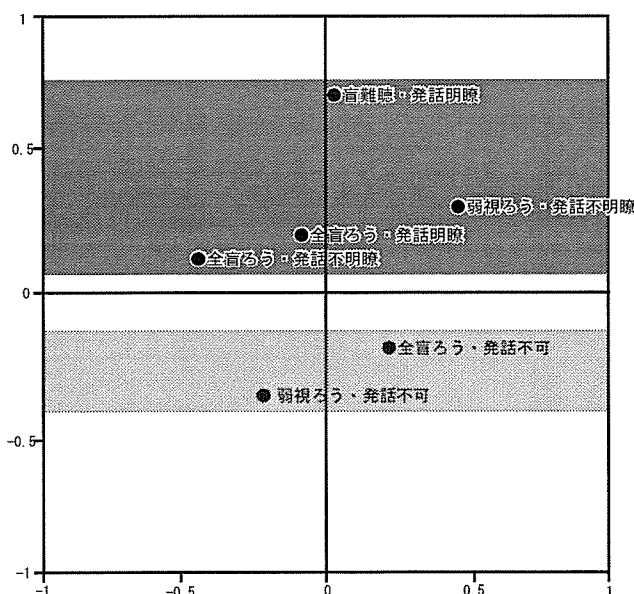 1
盲難聴・発話明瞭
0.5
弱視ろう・発話不明瞭
全盲ろう・発話明瞭
全盲ろう・発話不明瞭
0
全盲ろう・発話不可
弱視ろう・発話不可
-0.5
-1
-1 -0.5 0 0.5 1